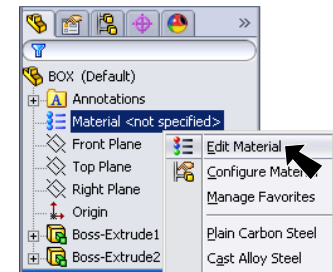 »
BOX (Default)
Annotations
Material <not specified>
Front Plane
Top Plane
Right Plane
Origin
Boss-Extrude1
Boss-Extrude2
Edit Material
Configure Material
Manage Favorites
Plain Carbon Steel
Cast Alloy Steel